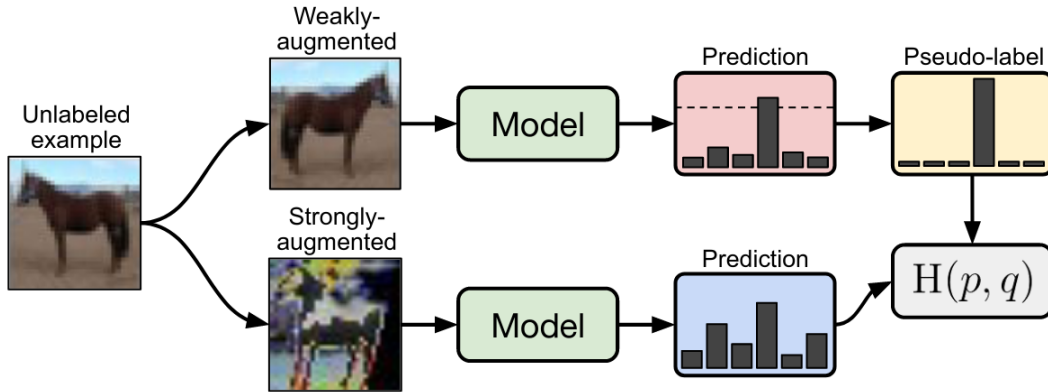 Unlabeled
example
Weakly-
augmented
Model
Prediction
Pseudo-label
Strongly-
augmented
Model
Prediction
H(p, q)